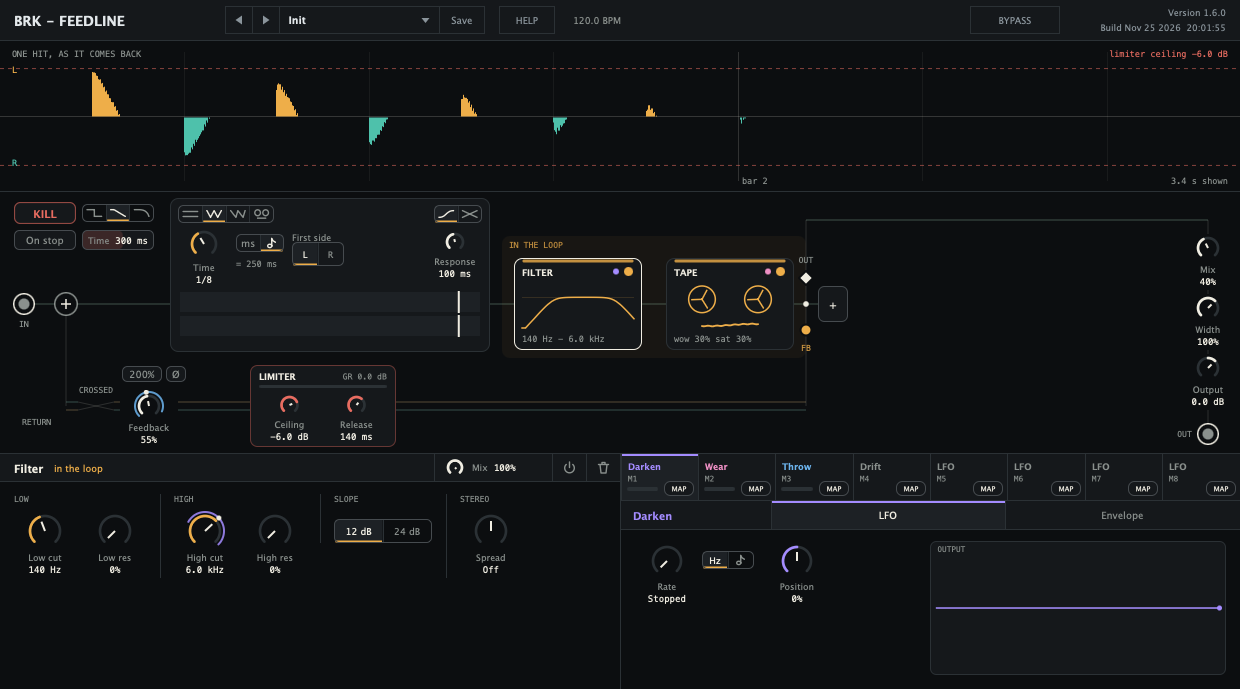 BRK – FEEDLINE
Init
Save
HELP
120.0 BPM
BYPASS
Version 1.6.0
Build Nov 25 2025 20:01:55
ONE HIT, AS IT COMES BACK
limiter ceiling −6.0 dB
L
R
bar 2
3.4 s shown
KILL
On stop
Time 300 ms
Time
1/8
ms
= 250 ms
First side
L R
Response
100 ms
IN
IN THE LOOP
FILTER
140 Hz – 6.0 kHz
TAPE
wow 30% sat 30%
OUT
FB
+
Mix
40%
Width
100%
Output
0.0 dB
OUT
CROSSED
RETURN
200% Ø
Feedback
55%
LIMITER
GR 0.0 dB
Ceiling
−6.0 dB
Release
140 ms
Filter in the loop
Mix 100%
LOW
Low cut
140 Hz
Low res
0%
HIGH
High cut
6.0 kHz
High res
0%
SLOPE
12 dB 24 dB
STEREO
Spread
Off
Darken
M1
MAP
Wear
M2
MAP
Throw
M3
MAP
Drift
M4
MAP
LFO
M5
MAP
LFO
M6
MAP
LFO
M7
MAP
LFO
M8
MAP
Darken
LFO
Envelope
Rate
Stopped
Hz
Position
0%
OUTPUT